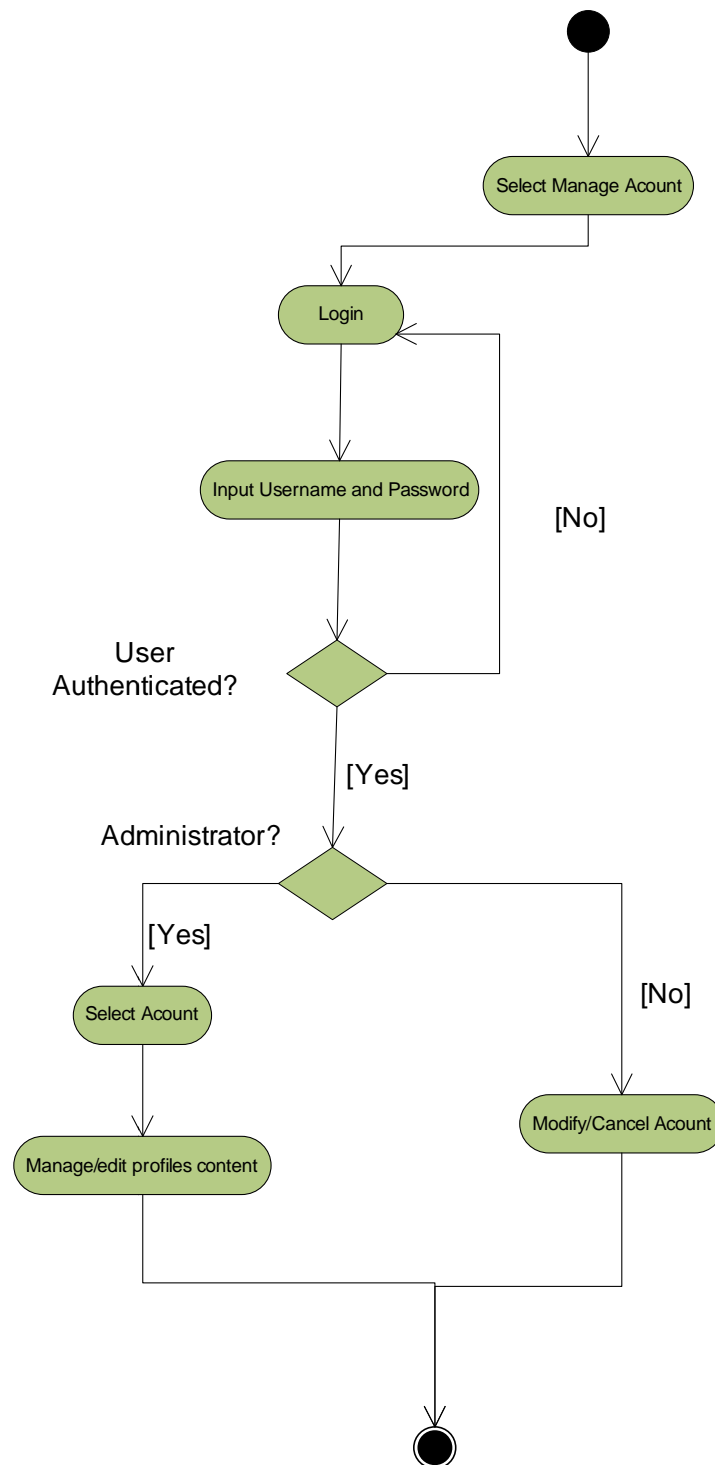 Select Manage Acount
Login
Input Username and Password
[No]
User
Authenticated?
[Yes]
Administrator?
[Yes]
Select Acount
[No]
Modify/Cancel Acount
Manage/edit profiles content